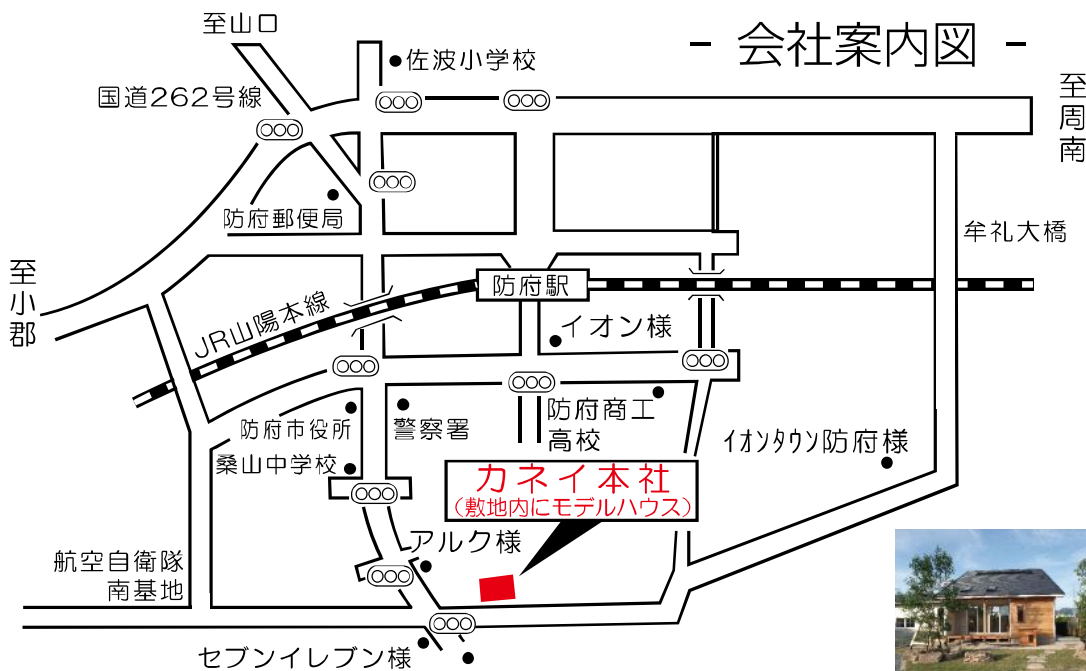 至山口
- 会社案内図 -
佐波小学校
国道262号線
至周南
防府郵便局
牟礼大橋
至小郡
防府駅
JR山陽本線
イオン様
防府市役所
警察署
防府商工
高校
イオンタウン防府様
桑山中学校
カネイ本社
(敷地内にモデルハウス)
アルク様
航空自衛隊
南基地
セブンイレブン様